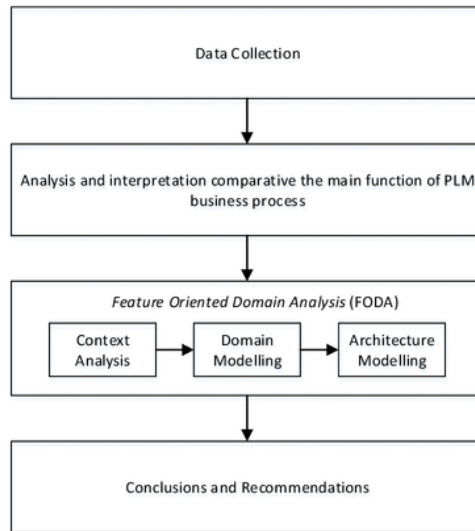 Data Collection
Analysis and interpretation comparative the main function of PLM
business process
Feature Oriented Domain Analysis (FODA)
Context
Analysis
Domain
Modelling
Architecture
Modelling
Conclusions and Recommendations